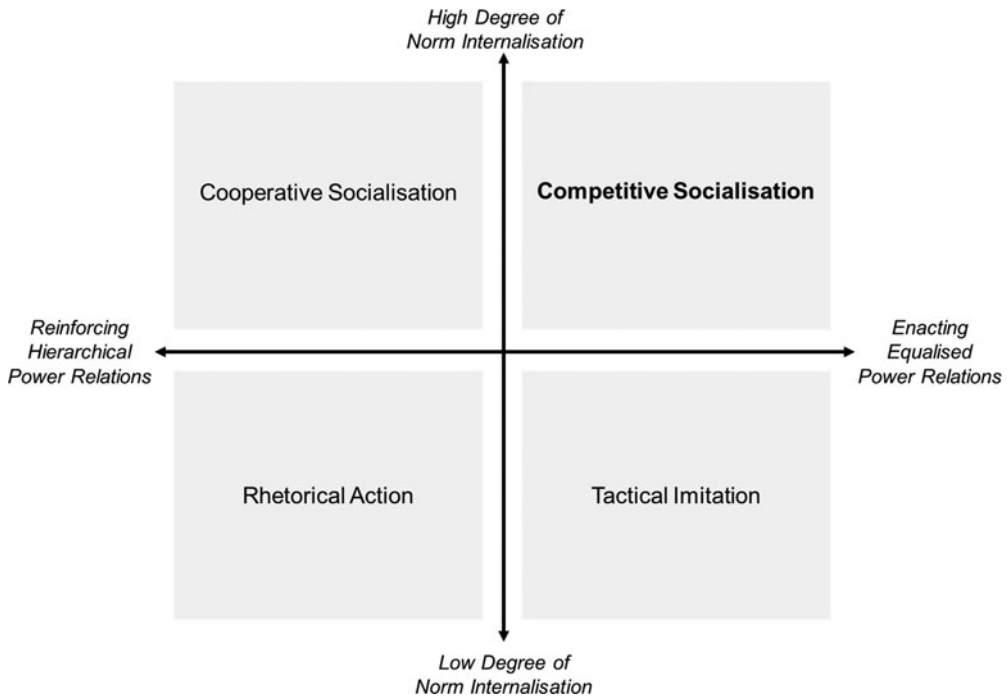 High Degree of
Norm Internalisation
Cooperative Socialisation
Competitive Socialisation
Reinforcing
Hierarchical
Power Relations
Enacting
Equalised
Power Relations
Rhetorical Action
Tactical Imitation
Low Degree of
Norm Internalisation